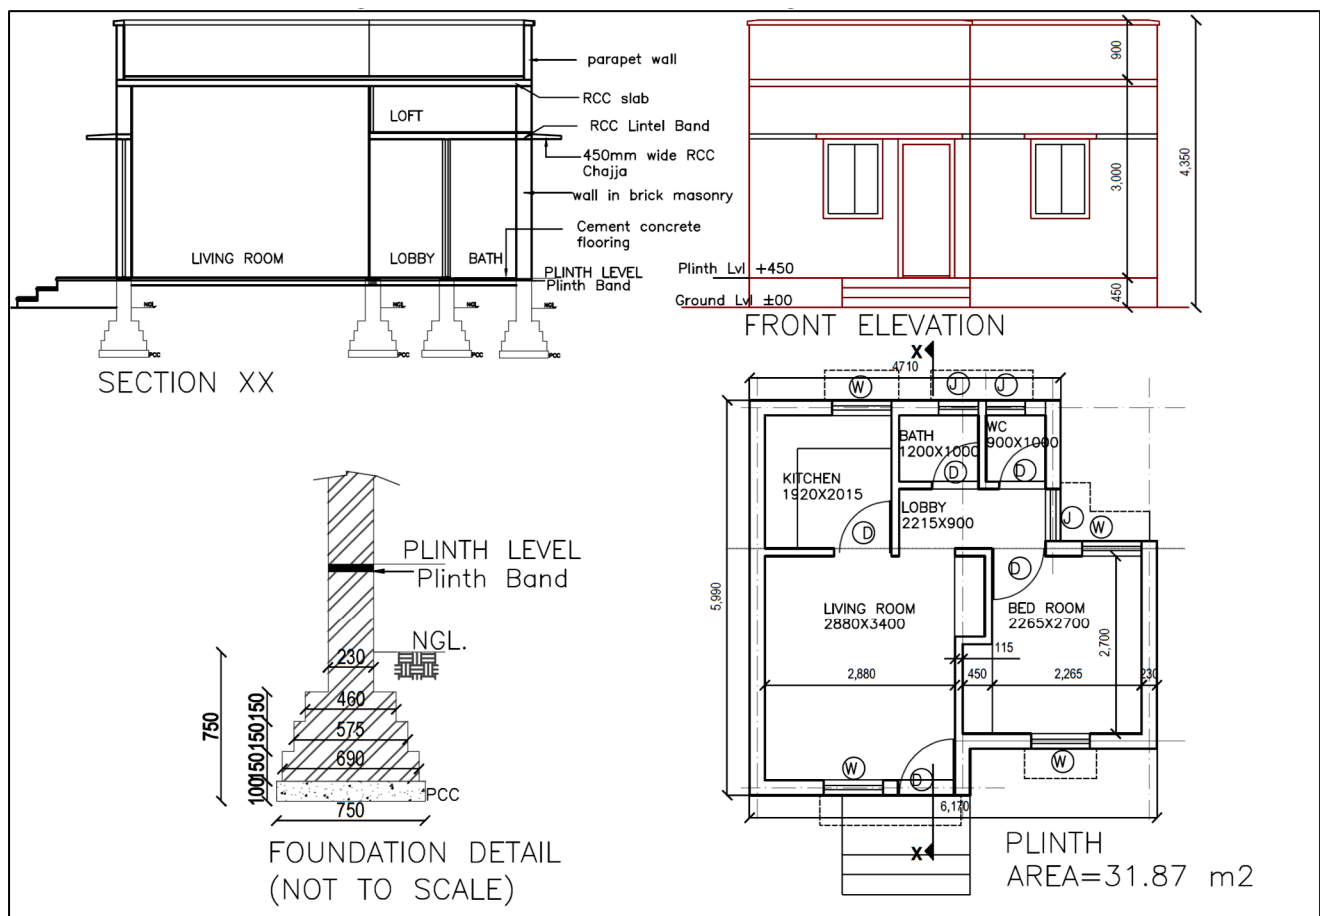 parapet wall
RCC slab
LOFT
RCC Lintel Band
450mm wide RCC
Chajja
wall in brick masonry
Cement concrete
flooring
LIVING ROOM
LOBBY
BATH
PLINTH LEVEL
Plinth Band
NGL
NGL
NGL
NGL
PCC
PCC
PCC
PCC
SECTION XX
900
3,000
4,350
450
Plinth Lvl +450
Ground Lvl ±00
FRONT ELEVATION
PLINTH LEVEL
Plinth Band
NGL.
230
460
575
690
750
750
150
150
150
100
PCC
FOUNDATION DETAIL
(NOT TO SCALE)
X
4710
W
J
J
BATH
1200X1000
WC
900X1000
KITCHEN
1920X2015
D
D
LOBBY
2215X900
D
J
W
D
5,990
LIVING ROOM
2880X3400
BED ROOM
2265X2700
2,700
115
2,880
450
2,265
230
W
D
W
6,170
X
PLINTH
AREA=31.87 m2